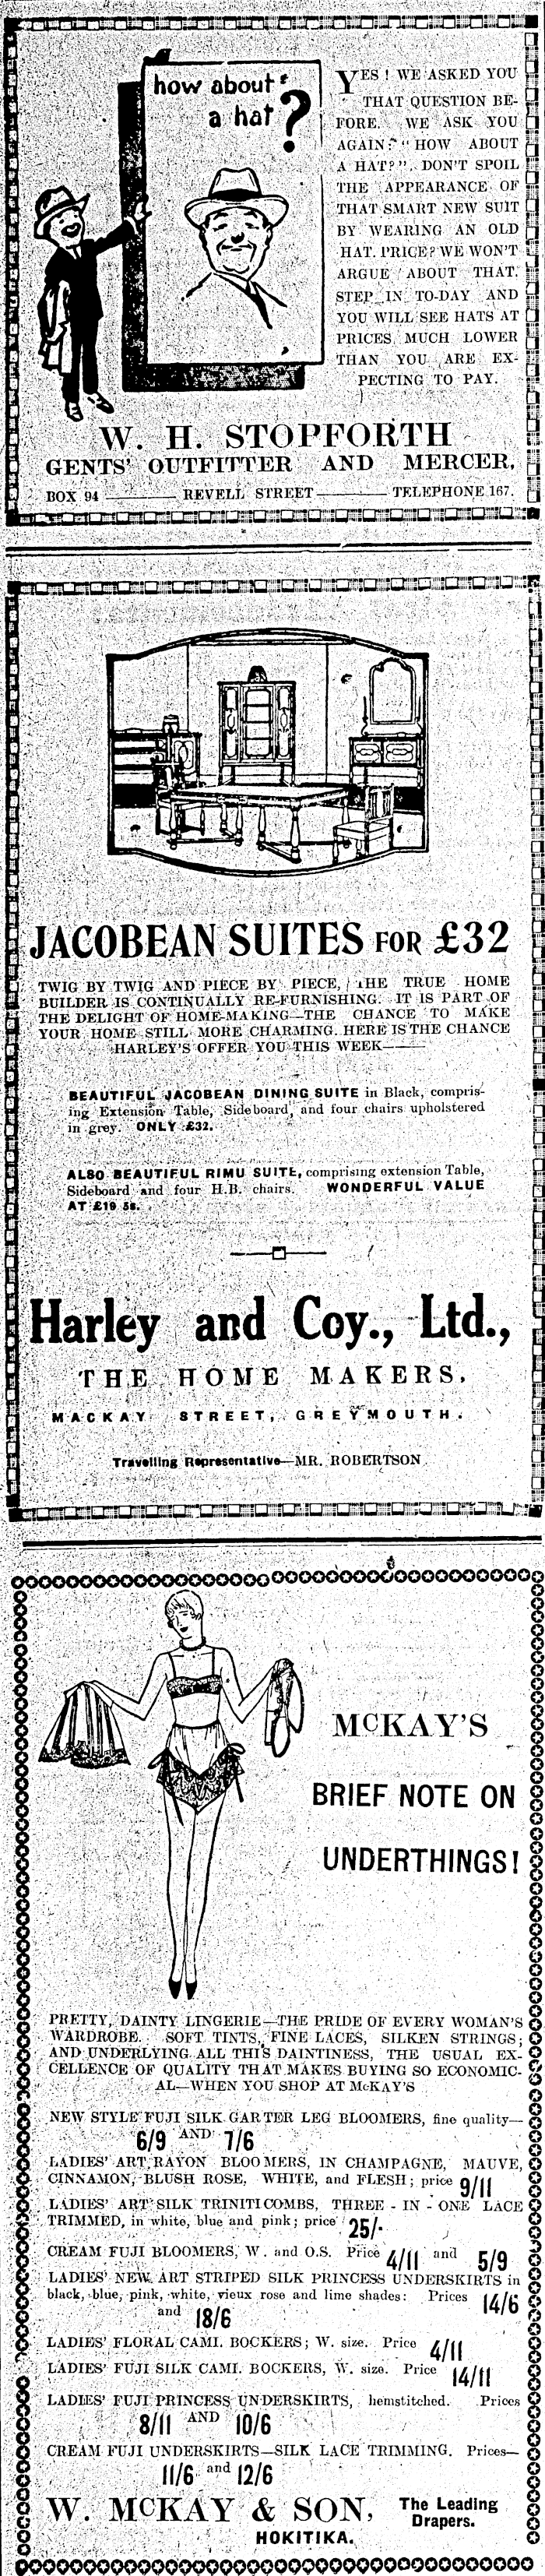 how about
a hat?
YES! WE ASKED YOU
THAT QUESTION BE-
FORE. WE ASK YOU
AGAIN: "HOW ABOUT
A HAT?". DON'T SPOIL
THE APPEARANCE OF
THAT SMART NEW SUIT
BY WEARING AN OLD
HAT. PRICE? WE WON'T
ARGUE ABOUT THAT.
STEP IN TO-DAY AND
YOU WILL SEE HATS AT
PRICES MUCH LOWER
THAN YOU ARE EX-
PECTING TO PAY.
W. H. STOPFORTH
GENTS' OUTFITTER AND MERCER,
BOX 94 ——— REVELL STREET ——— TELEPHONE 167.
JACOBEAN SUITES FOR £32
TWIG BY TWIG AND PIECE BY PIECE, THE TRUE HOME
BUILDER IS CONTINUALLY RE-FURNISHING. IT IS PART OF
THE DELIGHT OF HOME-MAKING—THE CHANCE TO MAKE
YOUR HOME STILL MORE CHARMING. HERE IS THE CHANCE
HARLEY'S OFFER YOU THIS WEEK——
BEAUTIFUL JACOBEAN DINING SUITE in Black, compris-
ing Extension Table, Sideboard, and four chairs upholstered
in grey. ONLY £32.
ALSO BEAUTIFUL RIMU SUITE, comprising extension Table,
Sideboard and four H.B. chairs. WONDERFUL VALUE
AT £19 5s.
Harley and Coy., Ltd.,
THE HOME MAKERS,
MACKAY STREET, GREYMOUTH.
Travelling Representative—MR. ROBERTSON
McKAY'S
BRIEF NOTE ON
UNDERTHINGS!
PRETTY, DAINTY LINGERIE—THE PRIDE OF EVERY WOMAN'S
WARDROBE. SOFT TINTS, FINE LACES, SILKEN STRINGS;
AND UNDERLYING ALL THIS DAINTINESS, THE USUAL EX-
CELLENCE OF QUALITY THAT MAKES BUYING SO ECONOMIC-
AL—WHEN YOU SHOP AT McKAY'S
NEW STYLE FUJI SILK GARTER LEG BLOOMERS, fine quality—
6/9 AND 7/6
LADIES' ART RAYON BLOOMERS, IN CHAMPAGNE, MAUVE,
CINNAMON, BLUSH ROSE, WHITE, and FLESH; price 9/11
LADIES' ART SILK TRINITI COMBS, THREE - IN - ONE LACE
TRIMMED, in white, blue and pink; price 25/-
CREAM FUJI BLOOMERS, W. and O.S. Price 4/11 and 5/9
LADIES' NEW ART STRIPED SILK PRINCESS UNDERSKIRTS in
black, blue, pink, white, vieux rose and lime shades: Prices 14/6
and 18/6
LADIES' FLORAL CAMI. BOCKERS; W. size. Price 4/11
LADIES' FUJI SILK CAMI. BOCKERS, W. size. Price 14/11
LADIES' FUJI PRINCESS UNDERSKIRTS, hemstitched. Prices
8/11 AND 10/6
CREAM FUJI UNDERSKIRTS—SILK LACE TRIMMING. Prices—
11/6 and 12/6
W. McKAY & SON, The Leading
Drapers.
HOKITIKA.